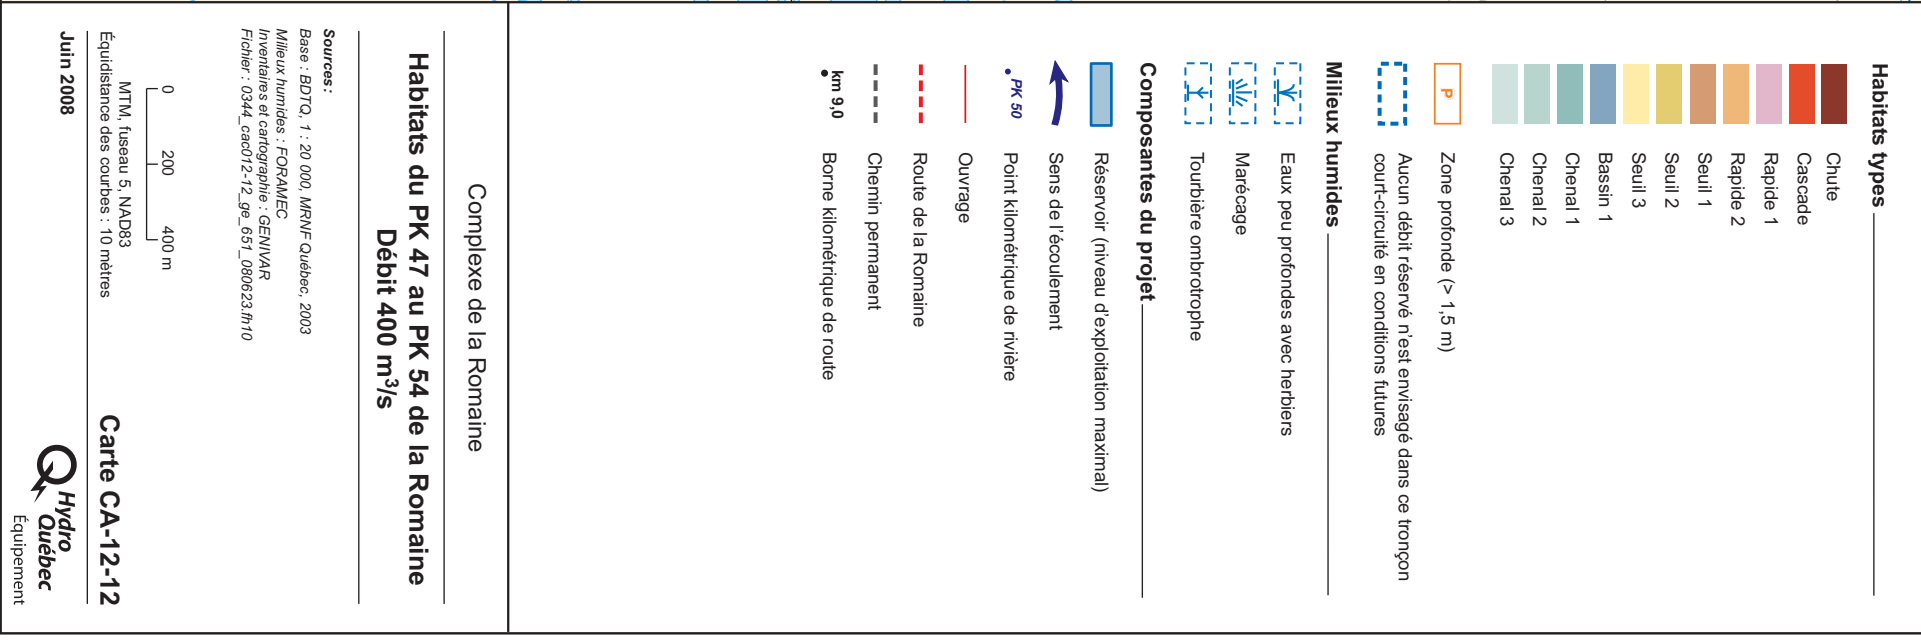 Habitats types
Chute
Cascade
Rapide 1
Rapide 2
Seuil 1
Seuil 2
Seuil 3
Bassin 1
Chenal 1
Chenal 2
Chenal 3
P
Zone profonde (> 1,5 m)
Aucun débit réservé n'est envisagé dans ce tronçon
court-circuité en conditions futures
Milieux humides
Eaux peu profondes avec herbiers
Marécage
Tourbière ombrotrophe
Composantes du projet
Réservoir (niveau d'exploitation maximal)
Sens de l'écoulement
PK 50
Point kilométrique de rivière
Ouvrage
Route de la Romaine
Chemin permanent
km 9,0
Borne kilométrique de route
Complexe de la Romaine
Habitats du PK 47 au PK 54 de la Romaine
Débit 400 m³/s
Sources :
Base : BDTQ, 1 : 20 000, MRNF Québec, 2003
Milieux humides : FORAMEC
Inventaires et cartographie : GENIVAR
Fichier : 0344_cac012-12_ge_651_080623.fh10
0 200 400 m
MTM, fuseau 5, NAD83
Équidistance des courbes : 10 mètres
Carte CA-12-12
Juin 2008
Hydro
Québec
Équipement